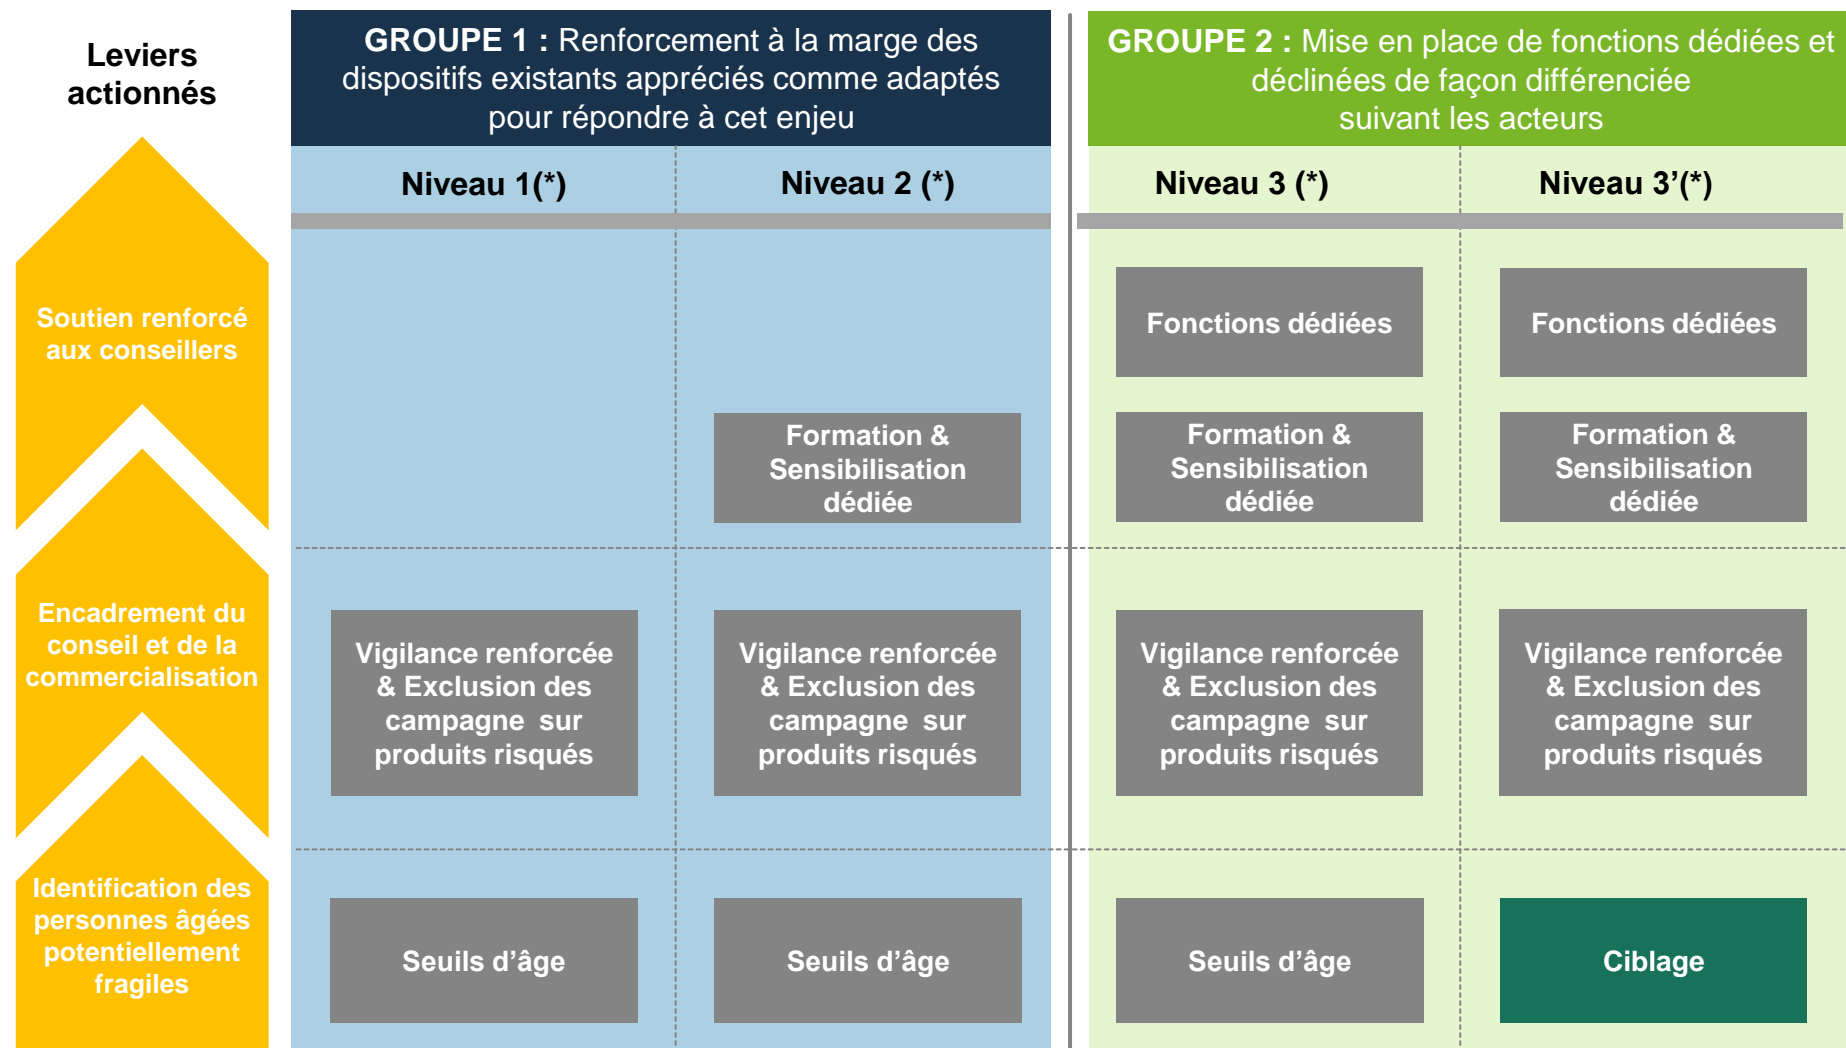 Leviers
actionnés
GROUPE 1 : Renforcement à la marge des
dispositifs existants appréciés comme adaptés
pour répondre à cet enjeu
GROUPE 2 : Mise en place de fonctions dédiées et
déclinées de façon différenciée
suivant les acteurs
Niveau 1(*)
Niveau 2 (*)
Niveau 3 (*)
Niveau 3’(*)
Soutien renforcé
aux conseillers
Fonctions dédiées
Fonctions dédiées
Formation &
Sensibilisation
dédiée
Formation &
Sensibilisation
dédiée
Formation &
Sensibilisation
dédiée
Encadrement du
conseil et de la
commercialisation
Vigilance renforcée
& Exclusion des
campagne  sur
produits risqués
Vigilance renforcée
& Exclusion des
campagne  sur
produits risqués
Vigilance renforcée
& Exclusion des
campagne  sur
produits risqués
Vigilance renforcée
& Exclusion des
campagne  sur
produits risqués
Identification des
personnes âgées
potentiellement
fragiles
Seuils d’âge
Seuils d’âge
Seuils d’âge
Ciblage